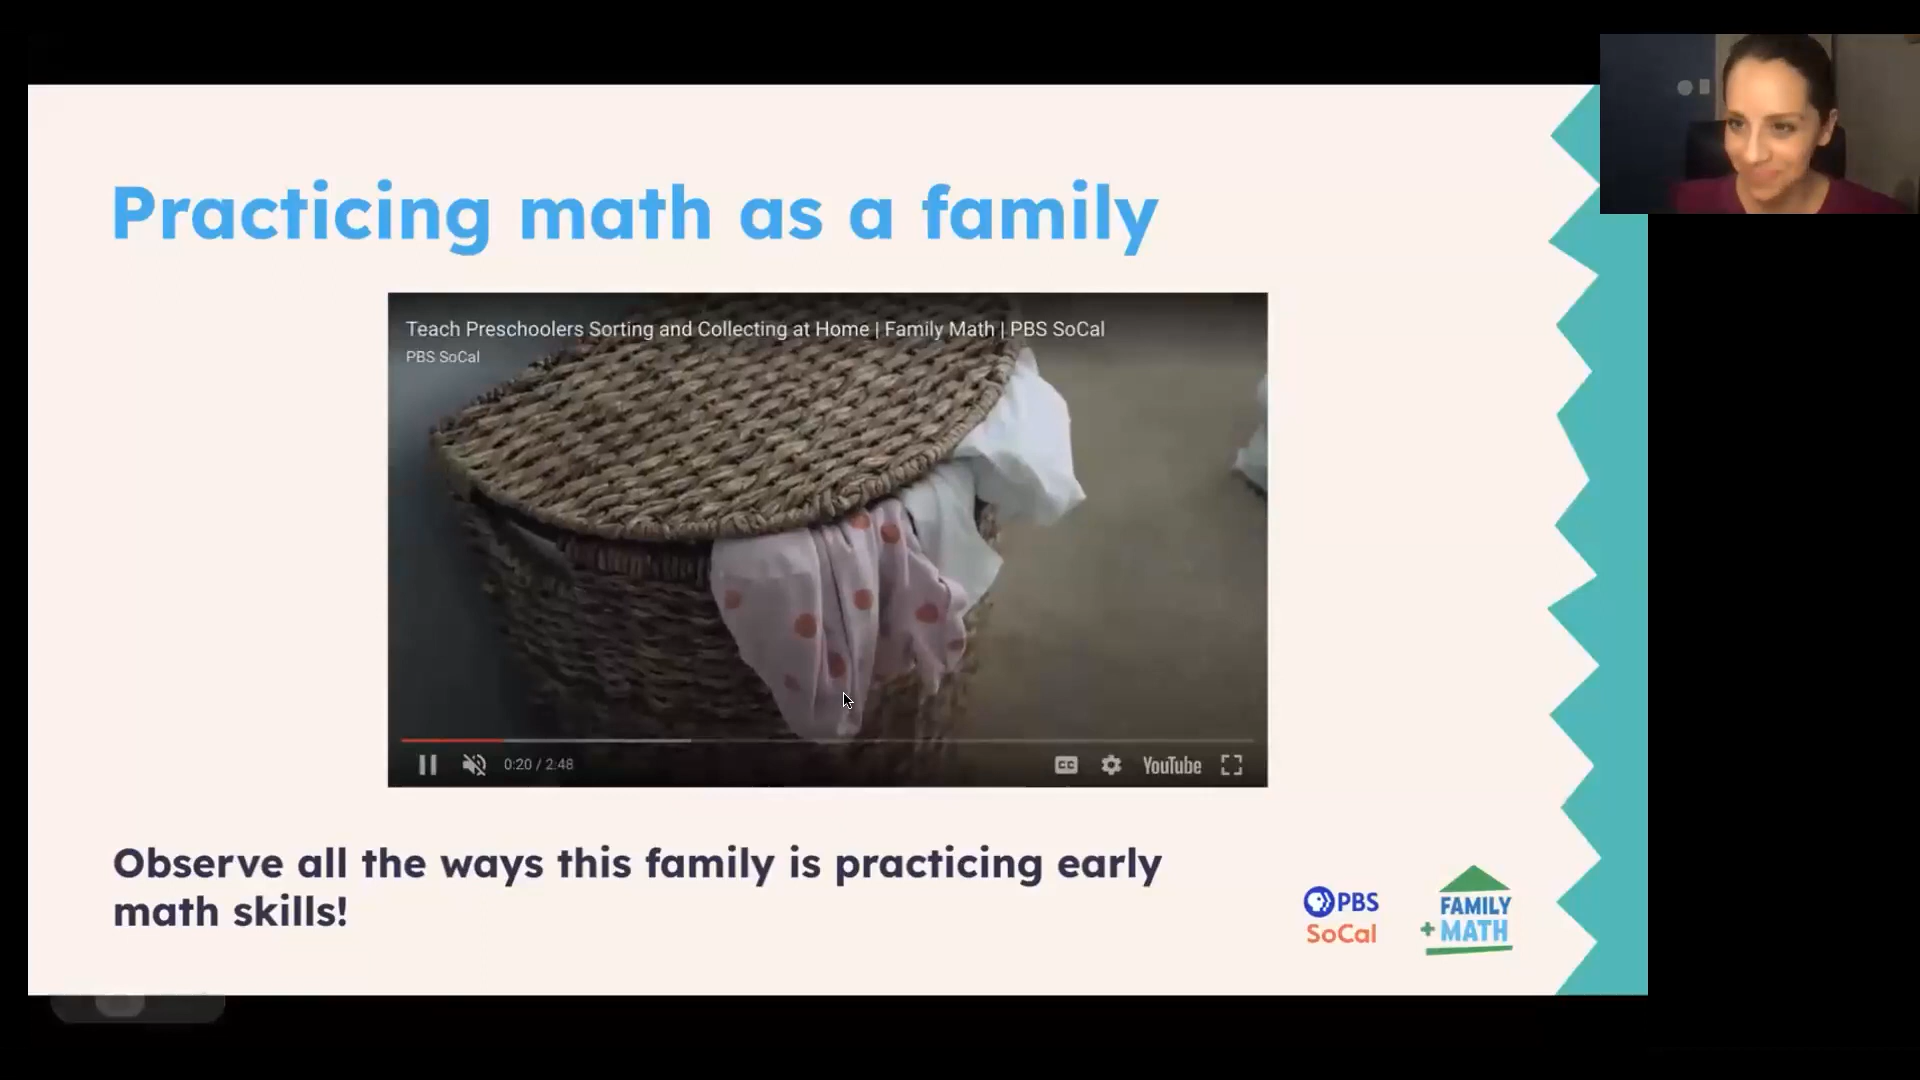 Practicing math as a family
Teach Preschoolers Sorting and Collecting at Home | Family Math | PBS SoCal
PBS SoCal
0:20 / 2:48
CC
YouTube
Observe all the ways this family is practicing early
math skills!
PBS
SoCal
FAMILY
+MATH